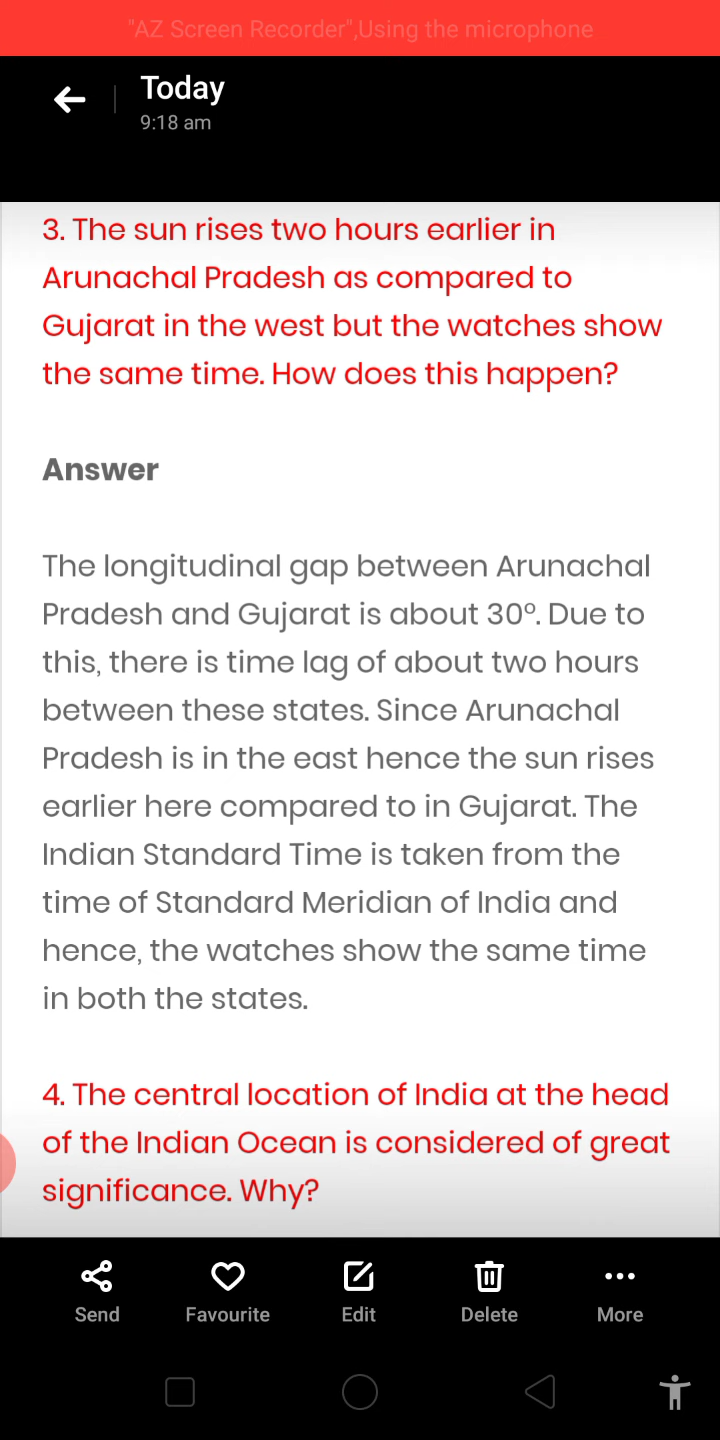 "AZ Screen Recorder",Using the microphone
Today
9:18 am
3. The sun rises two hours earlier in
Arunachal Pradesh as compared to
Gujarat in the west but the watches show
the same time. How does this happen?
Answer
The longitudinal gap between Arunachal
Pradesh and Gujarat is about 30°. Due to
this, there is time lag of about two hours
between these states. Since Arunachal
Pradesh is in the east hence the sun rises
earlier here compared to in Gujarat. The
Indian Standard Time is taken from the
time of Standard Meridian of India and
hence, the watches show the same time
in both the states.
4. The central location of India at the head
of the Indian Ocean is considered of great
significance. Why?
Send Favourite Edit Delete More